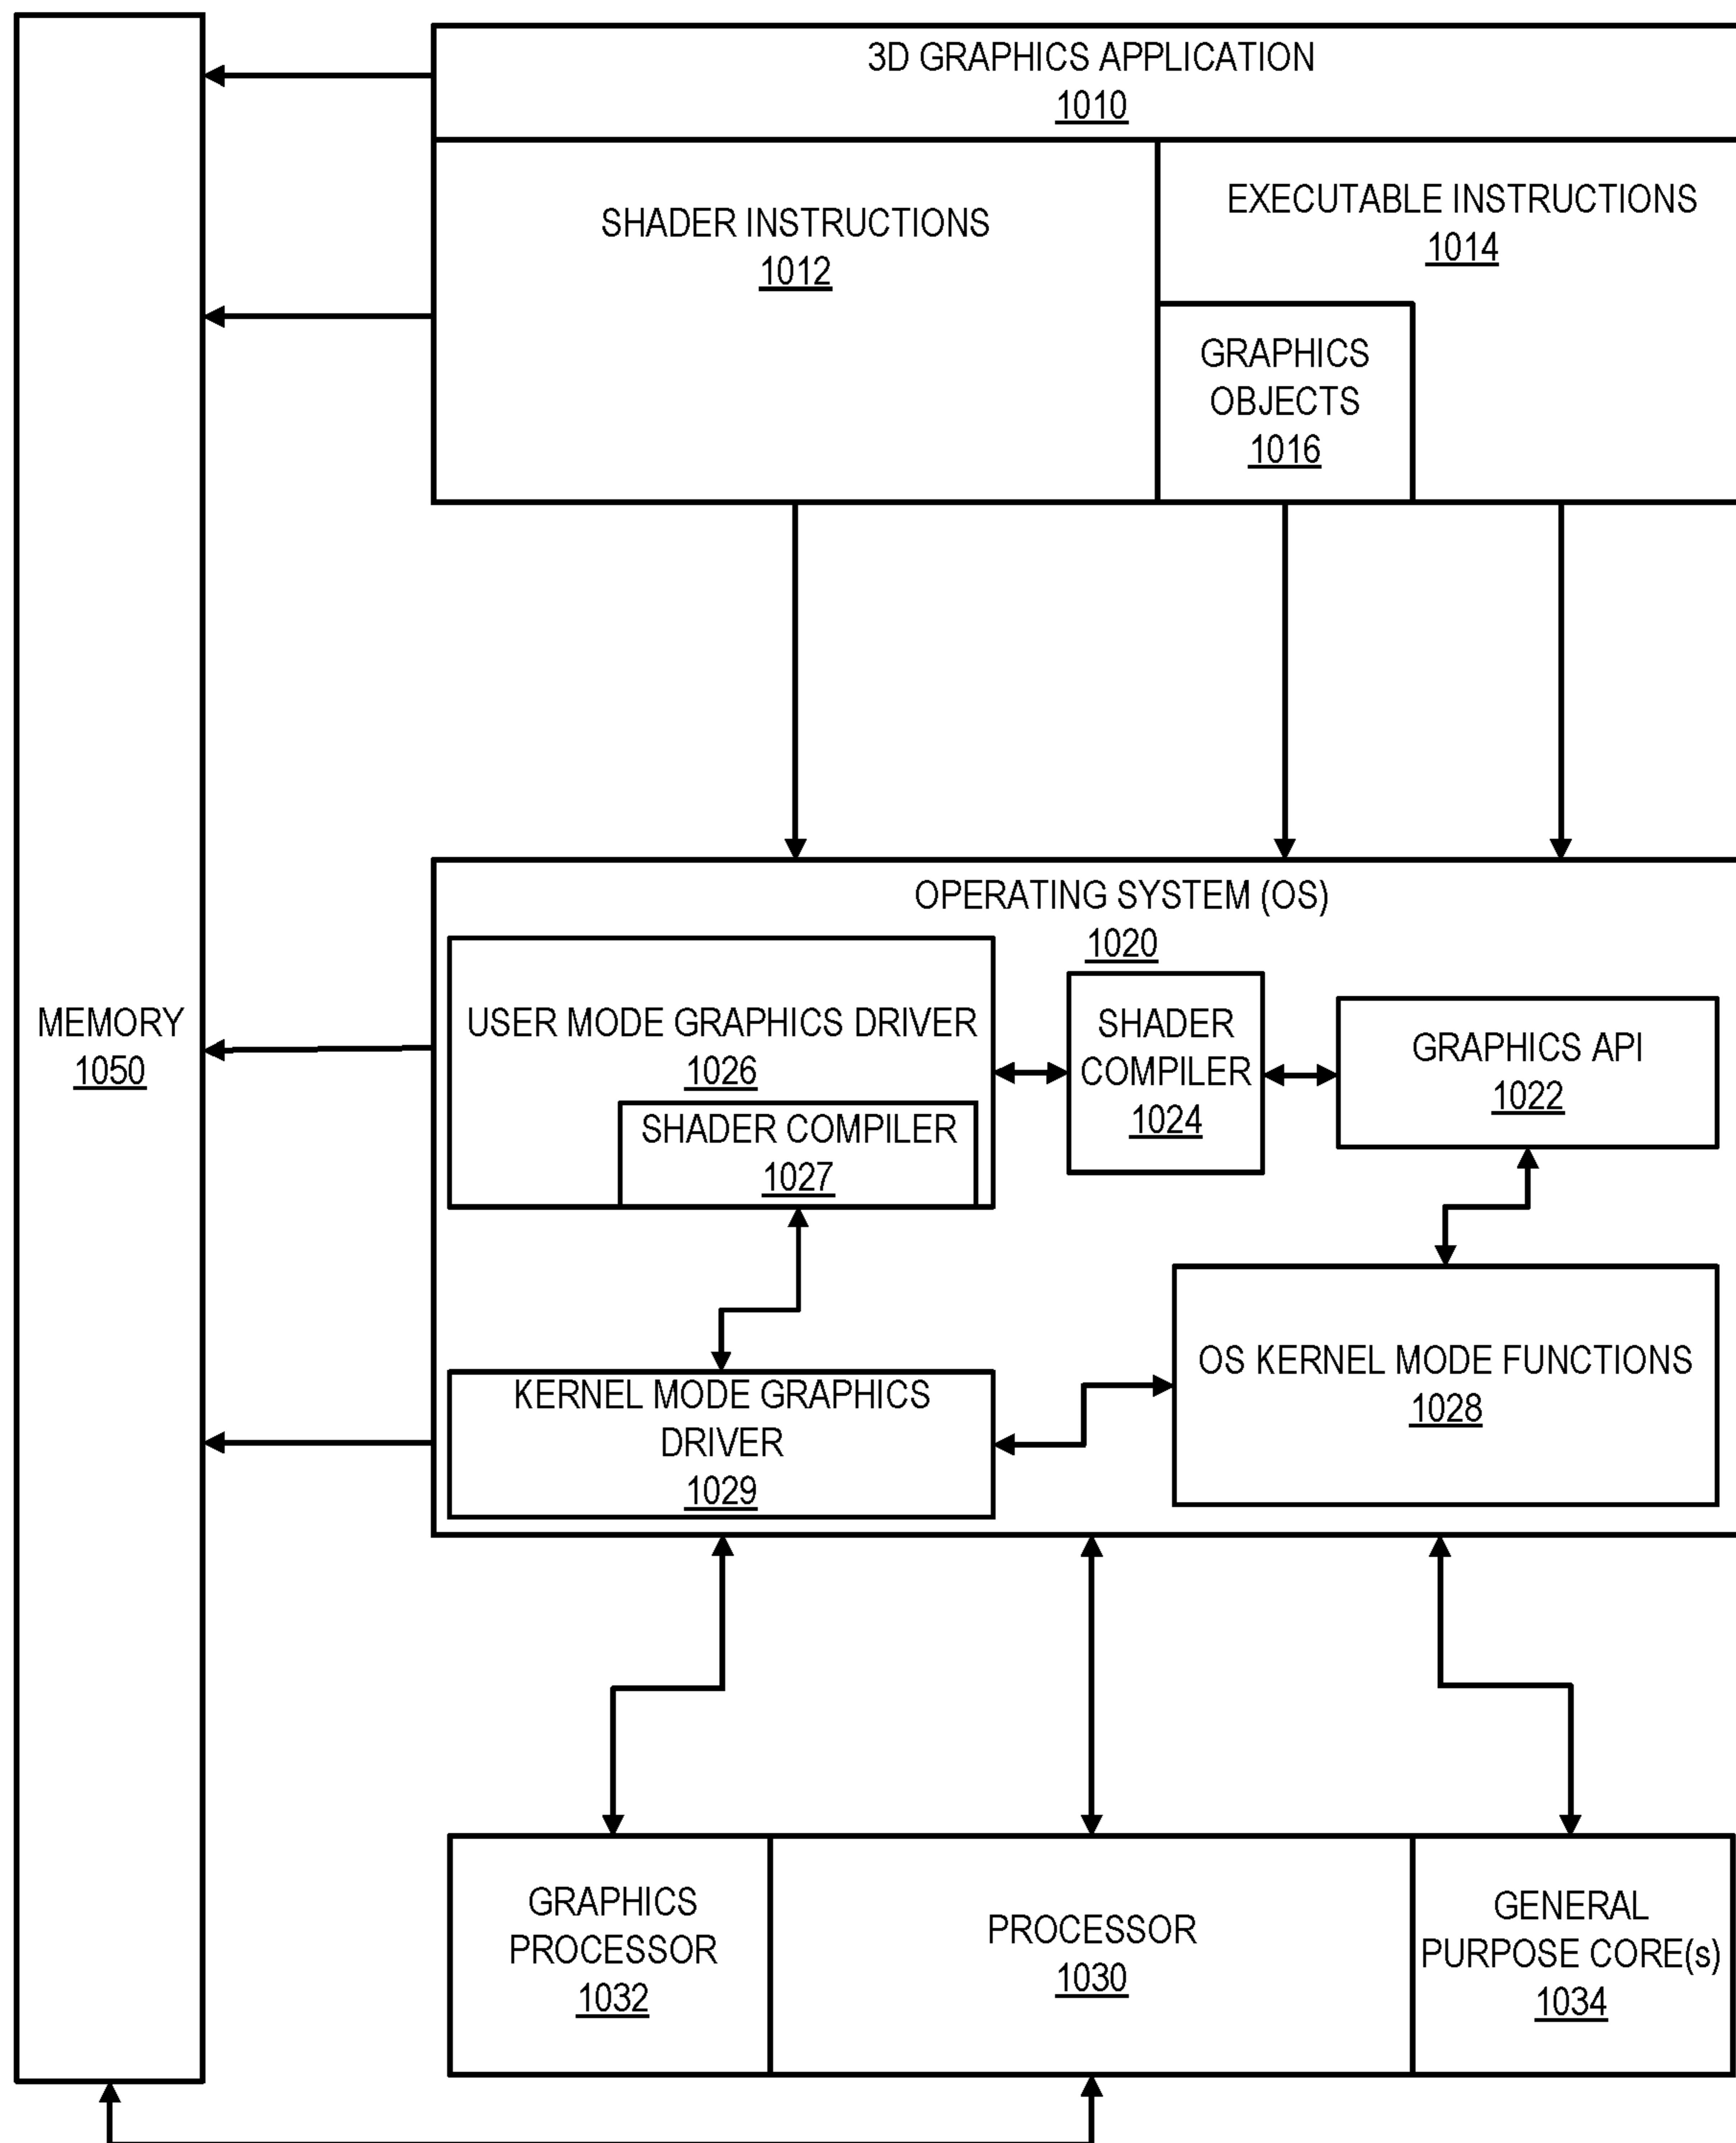 3D GRAPHICS APPLICATION
1010
SHADER INSTRUCTIONS
1012
EXECUTABLE INSTRUCTIONS
1014
GRAPHICS
OBJECTS
1016
MEMORY
1050
OPERATING SYSTEM (OS)
1020
USER MODE GRAPHICS DRIVER
1026
SHADER COMPILER
1027
SHADER
COMPILER
1024
GRAPHICS API
1022
KERNEL MODE GRAPHICS
DRIVER
1029
OS KERNEL MODE FUNCTIONS
1028
GRAPHICS
PROCESSOR
1032
PROCESSOR
1030
GENERAL
PURPOSE CORE(s)
1034